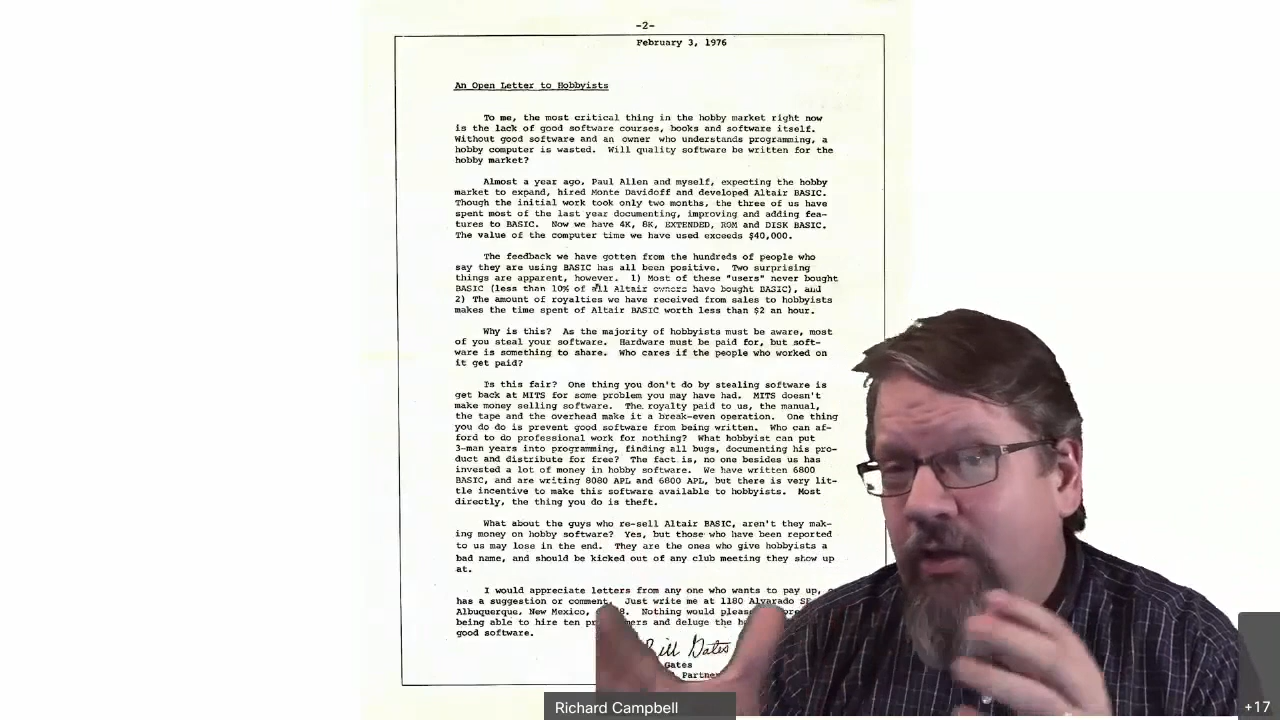 -2-
February 3, 1976
An Open Letter to Hobbyists
To me, the most critical thing in the hobby market right now
is the lack of good software courses, books and software itself.
Without good software and an owner who understands programming, a
hobby computer is wasted. Will quality software be written for the
hobby market?
Almost a year ago, Paul Allen and myself, expecting the hobby
market to expand, hired Monte Davidoff and developed Altair BASIC.
Though the initial work took only two months, the three of us have
spent most of the last year documenting, improving and adding fea-
tures to BASIC. Now we have 4K, 8K, EXTENDED, ROM and DISK BASIC.
The value of the computer time we have used exceeds $40,000.
The feedback we have gotten from the hundreds of people who
say they are using BASIC has all been positive. Two surprising
things are apparent, however. 1) Most of these "users" never bought
BASIC (less than 10% of all Altair owners have bought BASIC), and
2) The amount of royalties we have received from sales to hobbyists
makes the time spent of Altair BASIC worth less than $2 an hour.
Why is this? As the majority of hobbyists must be aware, most
of you steal your software. Hardware must be paid for, but soft-
ware is something to share. Who cares if the people who worked on
it get paid?
Is this fair? One thing you don't do by stealing software is
get back at MITS for some problem you may have had. MITS doesn't
make money selling software. The royalty paid to us, the manual,
the tape and the overhead make it a break-even operation. One thing
you do do is prevent good software from being written. Who can af-
ford to do professional work for nothing? What hobbyist can put
3-man years into programming, finding all bugs, documenting his pro-
duct and distribute for free? The fact is, no one besides us has
invested a lot of money in hobby software. We have written 6800
BASIC, and are writing 8080 APL and 6800 APL, but there is very lit-
tle incentive to make this software available to hobbyists. Most
directly, the thing you do is theft.
What about the guys who re-sell Altair BASIC, aren't they mak-
ing money on hobby software? Yes, but those who have been reported
to us may lose in the end. They are the ones who give hobbyists a
bad name, and should be kicked out of any club meeting they show up
at.
I would appreciate letters from any one who wants to pay up,
has a suggestion or comment. Just write me at 1180 Alvarado SE
Albuquerque, New Mexico, Nothing would please
being able to hire ten and deluge the
good software.
Bill Gates
Gates
Partner
Richard Campbell
+17